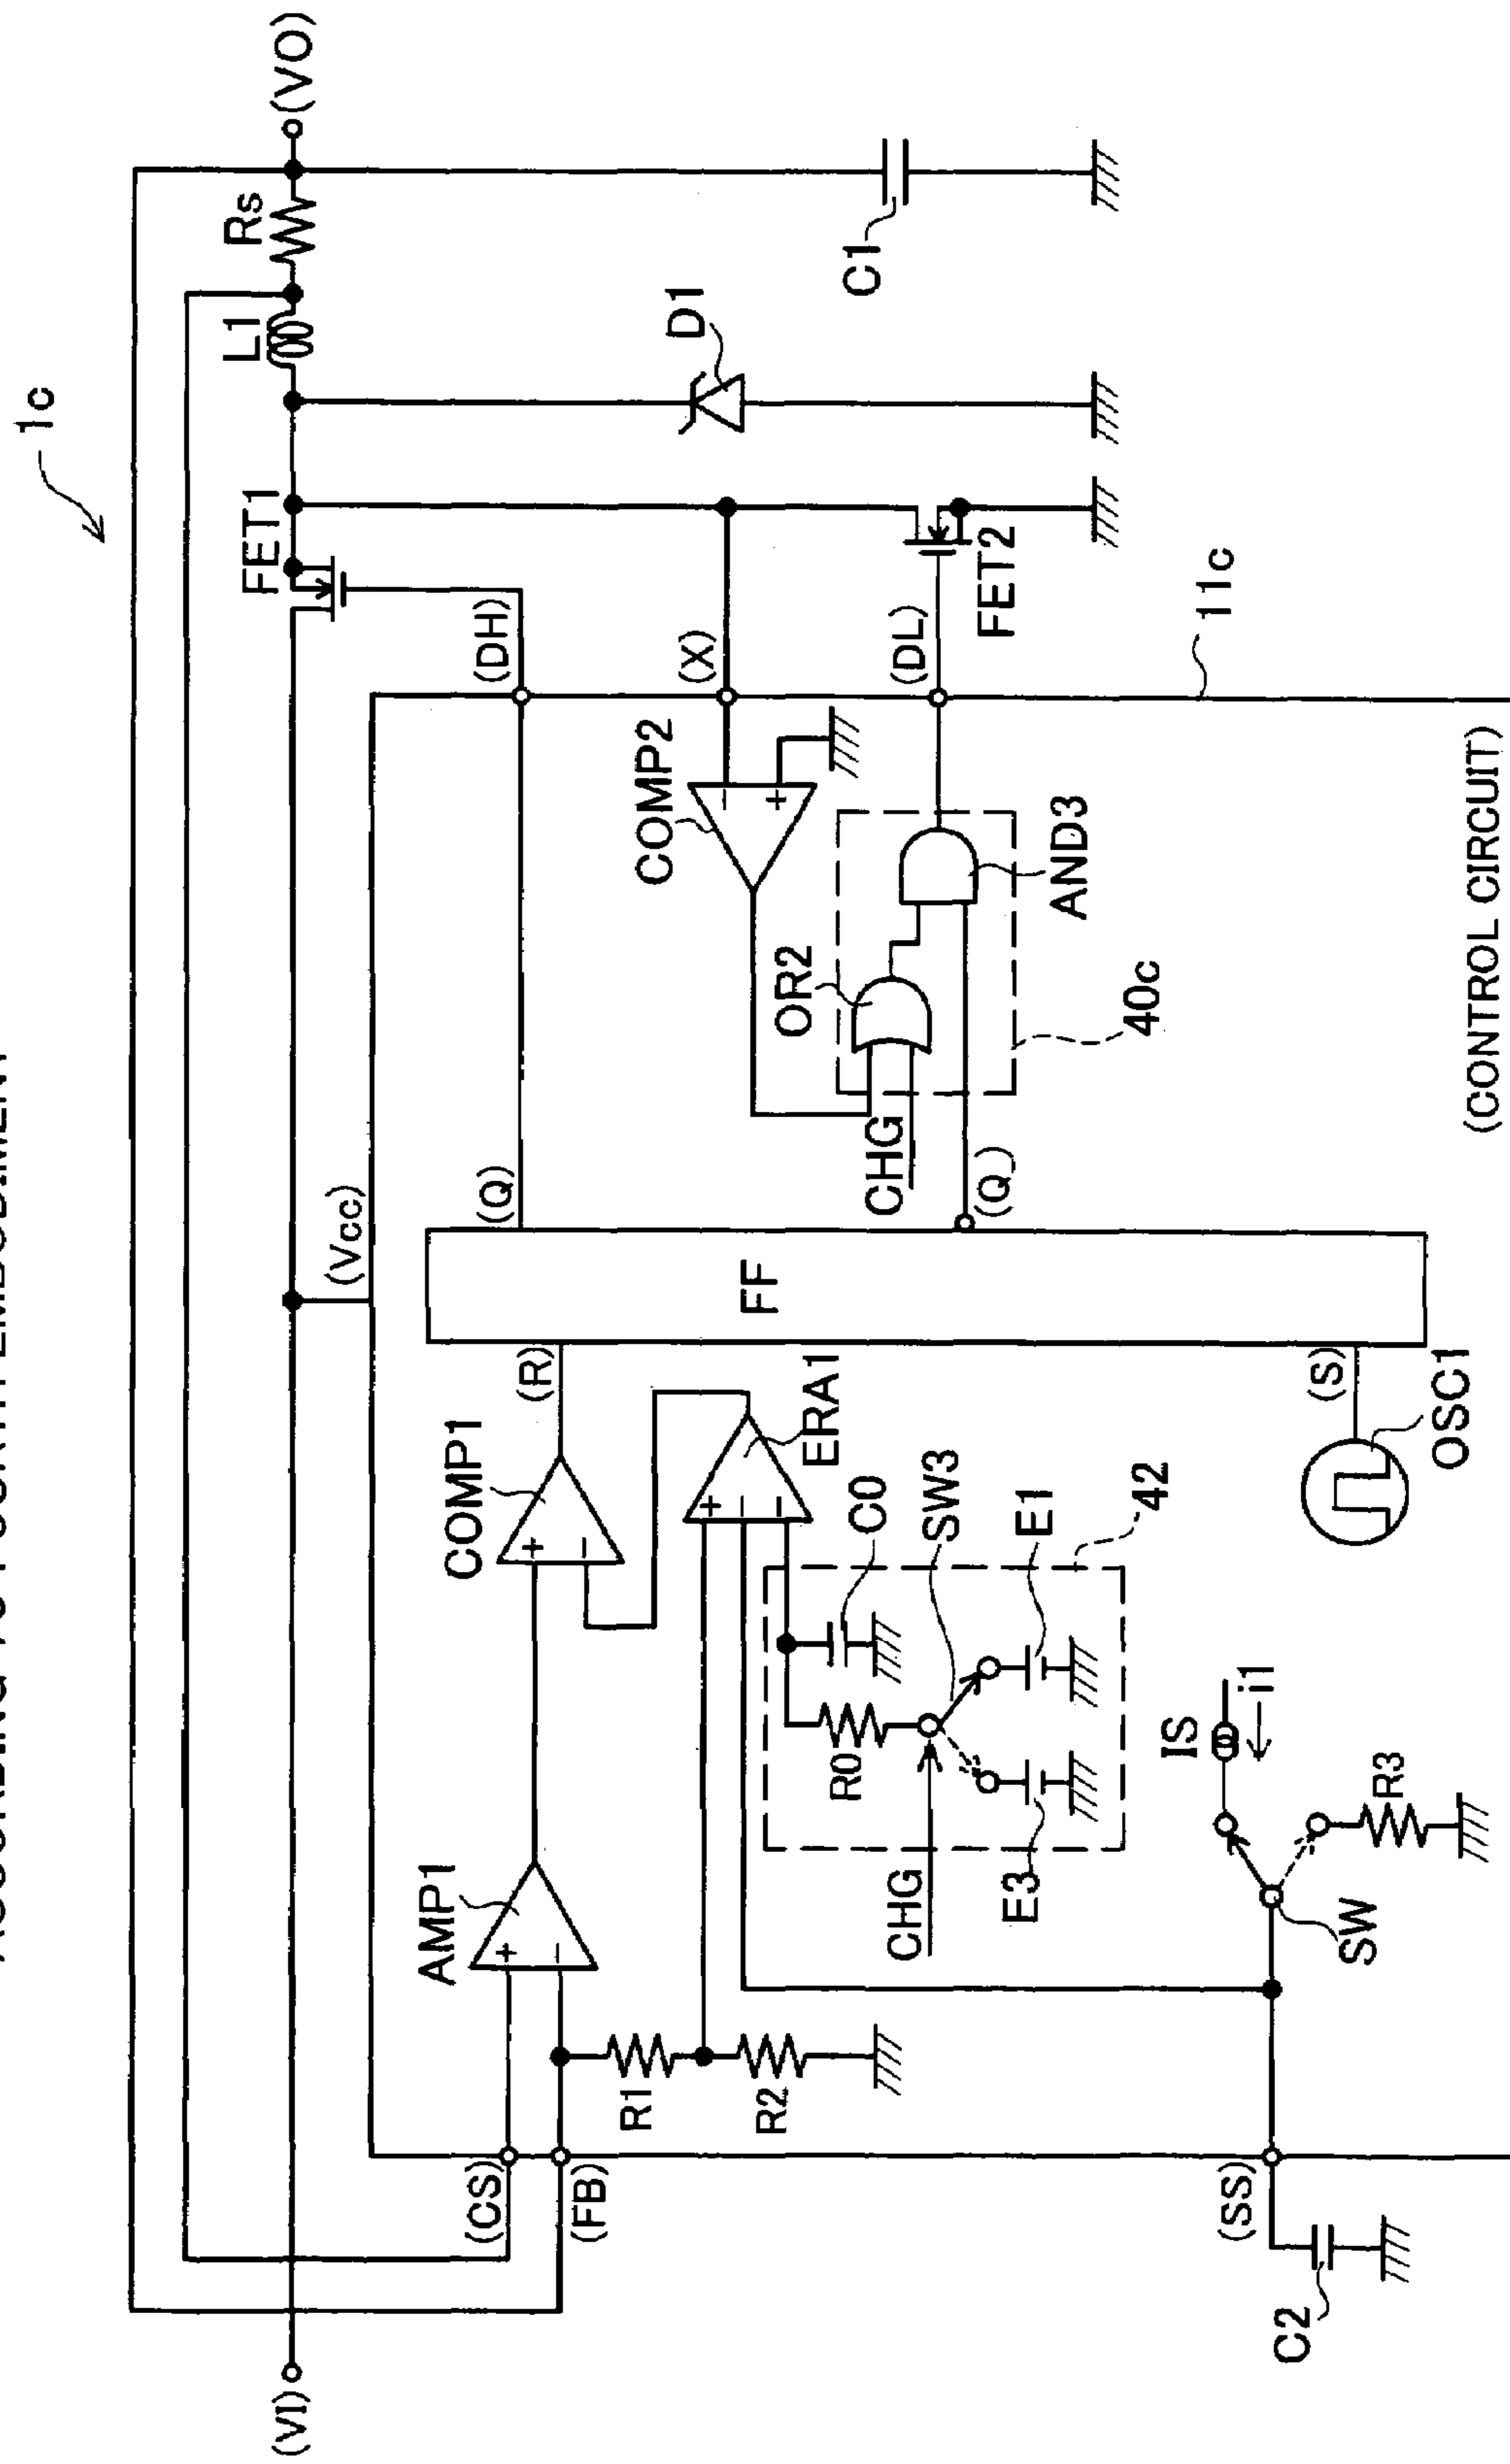 ACCORDING TO FOURTH EMBODIMENT
1c
(VI)
(VO)
Rs
L1
FET1
(Vcc)
D1
C1
(DH)
(X)
(DL)
FET2
11c
(CS)
(FB)
AMP1
COMP1
(R)
(Q)
COMP2
R1
R2
ERA1
FF
OR2
AND3
40c
CHG
(Q)
C0
R0
SW3
CHG
E3
E1
42
IS
i1
(SS)
SW
R3
C2
(S)
OSC1
(CONTROL CIRCUIT)